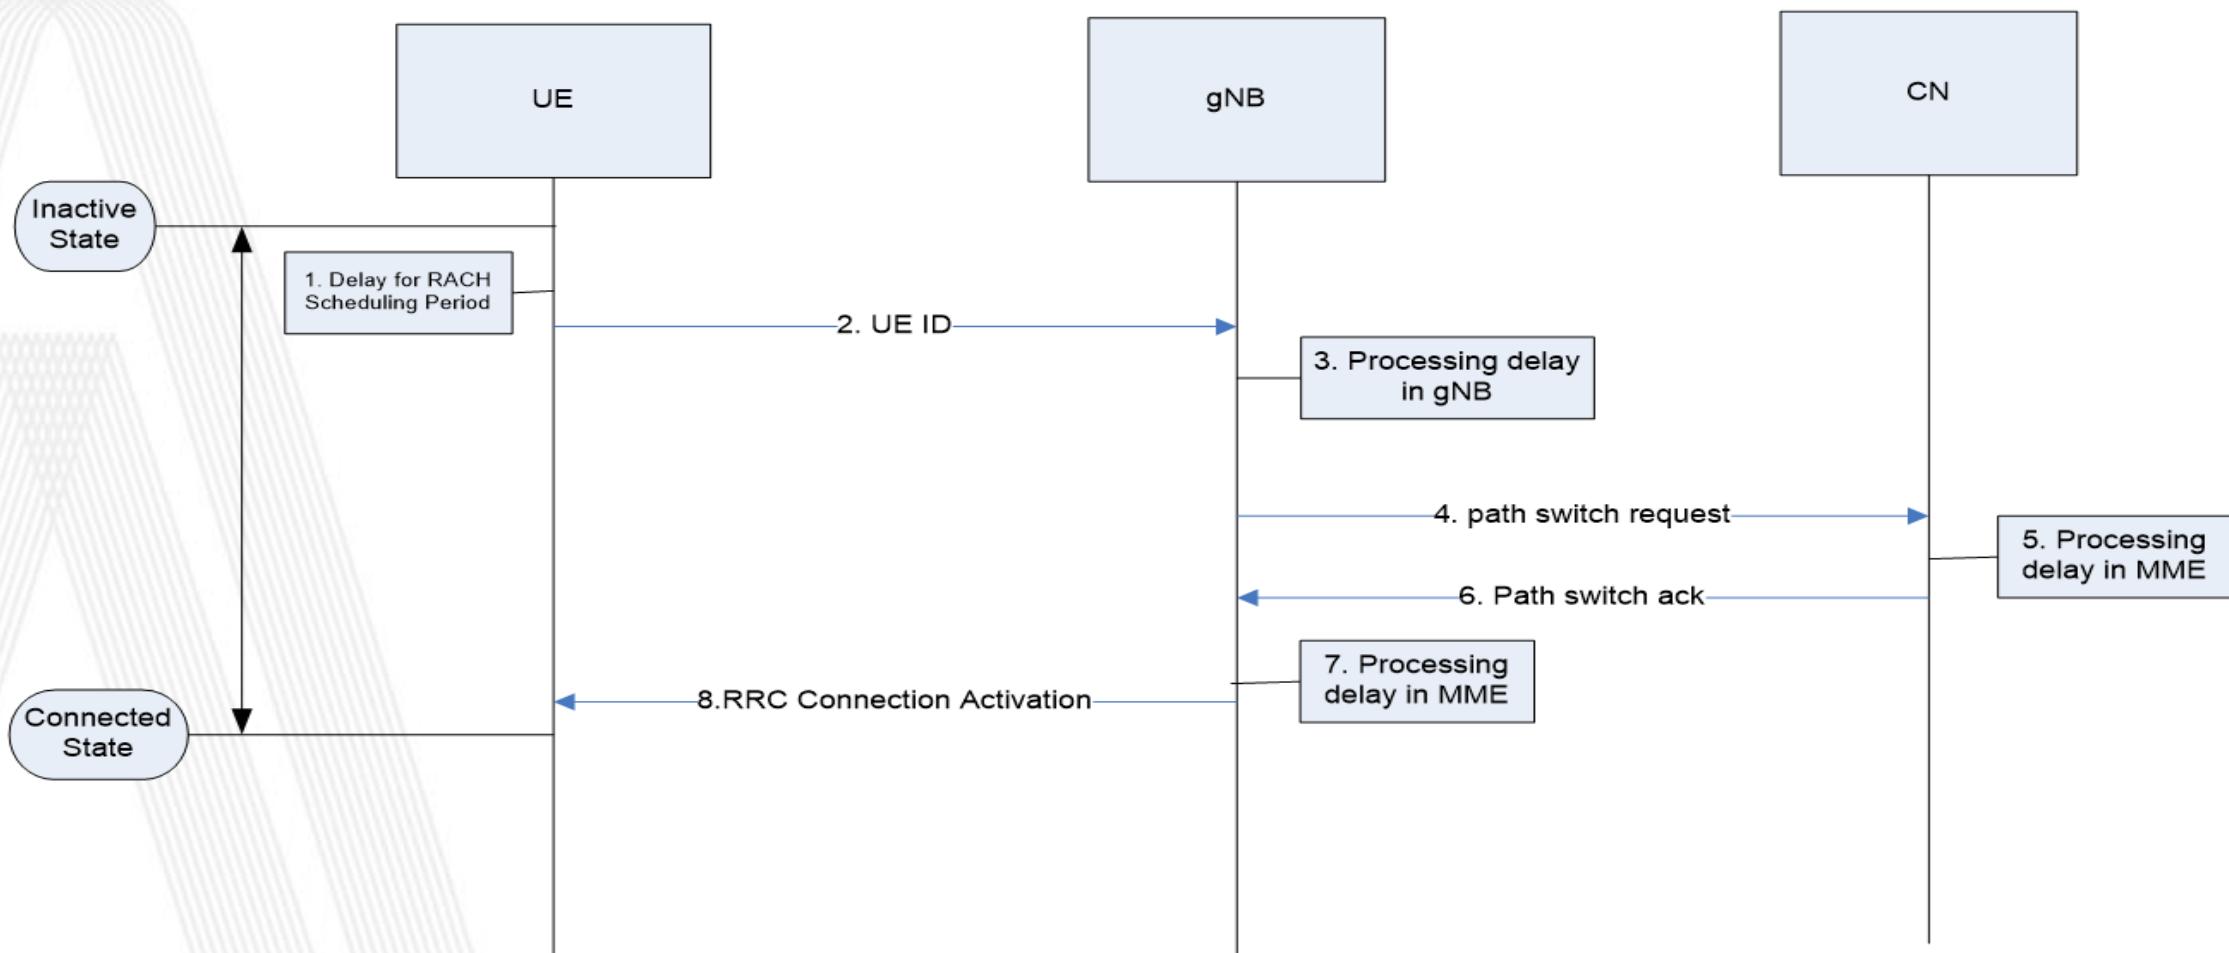 UE
gNB
CN
Inactive
State
1. Delay for RACH
Scheduling Period
2. UE ID
3. Processing delay
in gNB
4. path switch request
5. Processing
delay in MME
6. Path switch ack
7. Processing
delay in MME
8.RRC Connection Activation
Connected
State